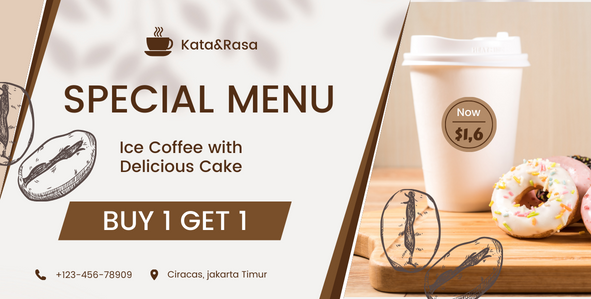 Kata&Rasa
SPECIAL MENU
Ice Coffee with
Delicious Cake
BUY 1 GET 1
+123-456-78909
Ciracas, jakarta Timur
Now
$1,6